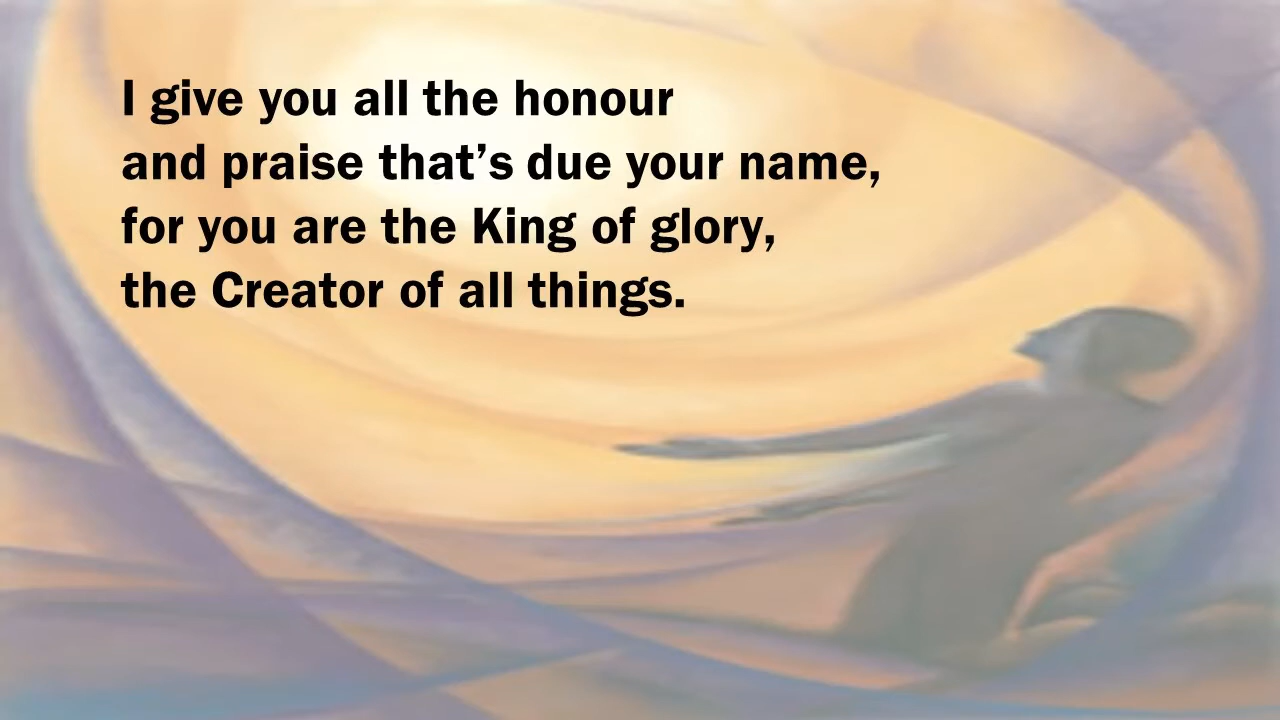 I give you all the honour
and praise that’s due your name,
for you are the King of glory,
the Creator of all things.